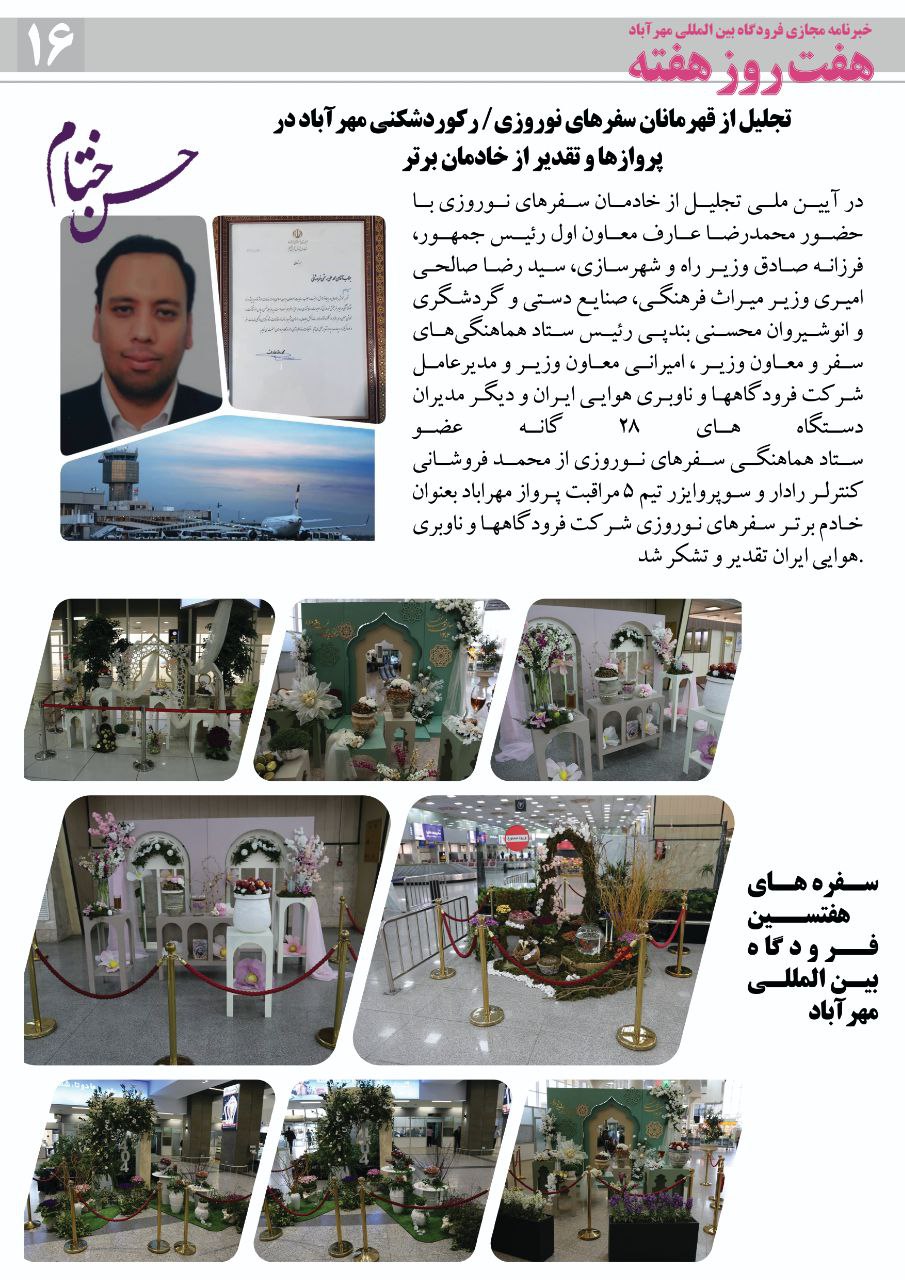 خبرنامه مجازی فرودگاه بین المللی مهرآباد
هفت روز هفته
۱۶
تجلیل از قهرمانان سفرهای نوروزی/ رکوردشکنی مهرآباد در
پروازها و تقدیر از خادمان برتر
حسن ختام
در آیین ملی تجلیل از خادمان سفرهای نوروزی با
حضور محمدرضا عارف معاون اول رئیس جمهور،
فرزانه صادق وزیر راه و شهرسازی، سید رضا صالحی
امیری وزیر میراث فرهنگی، صنایع دستی و گردشگری
و انوشیروان محسنی بندپی رئیس ستاد هماهنگی‌های
سفر و معاون وزیر ، امیرانی معاون وزیر و مدیرعامل
شرکت فرودگاهها و ناوبری هوایی ایران و دیگر مدیران
دستگاه های ۲۸ گانه عضو
ستاد هماهنگی سفرهای نوروزی از محمد فروشانی
کنترلر رادار و سوپروایزر تیم ۵ مراقبت پرواز مهراباد بعنوان
خادم برتر سفرهای نوروزی شرکت فرودگاهها و ناوبری
.هوایی ایران تقدیر و تشکر شد
سفره های
هفتسین
فرودگاه
بین المللی
مهرآباد